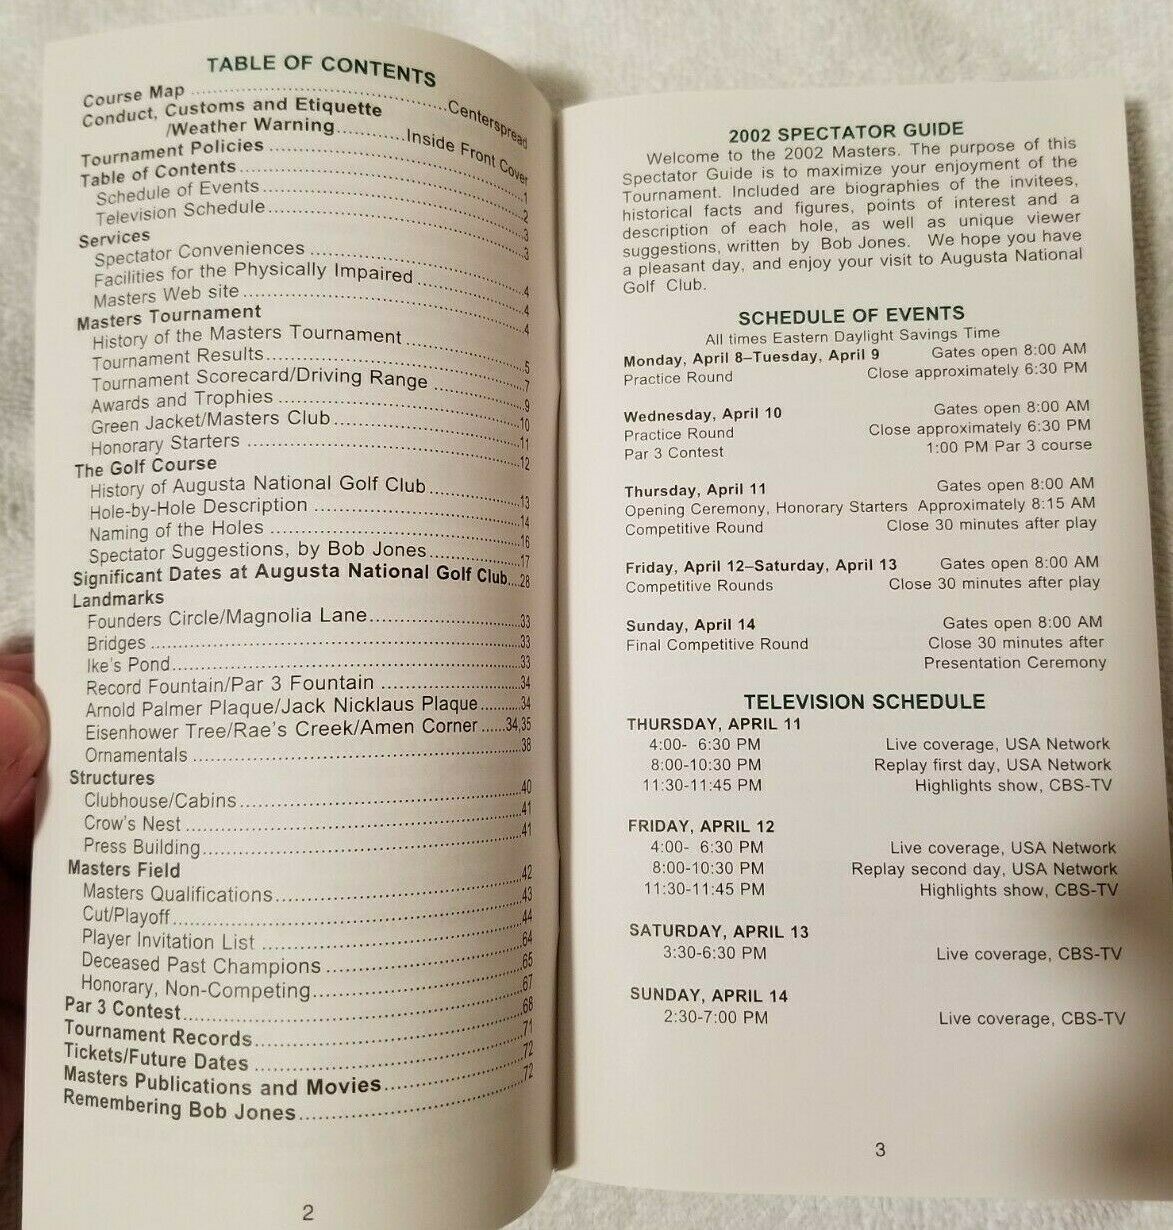 TABLE OF CONTENTS
Course Map ........ Centerspread
Conduct, Customs and Etiquette
/Weather Warning ........ Inside Front Cover
Tournament Policies ........ 1
Table of Contents ........ 2
Schedule of Events ........ 3
Television Schedule ........ 3
Services
Spectator Conveniences ........ 4
Facilities for the Physically Impaired ........ 4
Masters Web site ........ 4
Masters Tournament
History of the Masters Tournament ........ 5
Tournament Results ........ 7
Tournament Scorecard/Driving Range ........ 9
Awards and Trophies ........ 10
Green Jacket/Masters Club ........ 11
Honorary Starters ........ 12
The Golf Course
History of Augusta National Golf Club ........ 13
Hole-by-Hole Description ........ 14
Naming of the Holes ........ 16
Spectator Suggestions, by Bob Jones ........ 17
Significant Dates at Augusta National Golf Club .... 28
Landmarks
Founders Circle/Magnolia Lane ........ 33
Bridges ........ 33
Ike's Pond ........ 33
Record Fountain/Par 3 Fountain ........ 34
Arnold Palmer Plaque/Jack Nicklaus Plaque ........ 34
Eisenhower Tree/Rae's Creek/Amen Corner ...... 34,35
Ornamentals ........ 38
Structures
Clubhouse/Cabins ........ 40
Crow's Nest ........ 41
Press Building ........ 41
Masters Field
Masters Qualifications ........ 42
Cut/Playoff ........ 43
Player Invitation List ........ 44
Deceased Past Champions ........ 64
Honorary, Non-Competing ........ 65
Par 3 Contest ........ 67
Tournament Records ........ 68
Tickets/Future Dates ........ 71
Masters Publications and Movies ........ 72
Remembering Bob Jones ........ 72
2
2002 SPECTATOR GUIDE
Welcome to the 2002 Masters. The purpose of this
Spectator Guide is to maximize your enjoyment of the
Tournament. Included are biographies of the invitees,
historical facts and figures, points of interest and a
description of each hole, as well as unique viewer
suggestions, written by Bob Jones. We hope you have
a pleasant day, and enjoy your visit to Augusta National
Golf Club.
SCHEDULE OF EVENTS
All times Eastern Daylight Savings Time
Monday, April 8–Tuesday, April 9 Gates open 8:00 AM
Practice Round Close approximately 6:30 PM
Wednesday, April 10 Gates open 8:00 AM
Practice Round Close approximately 6:30 PM
Par 3 Contest 1:00 PM Par 3 course
Thursday, April 11 Gates open 8:00 AM
Opening Ceremony, Honorary Starters Approximately 8:15 AM
Competitive Round Close 30 minutes after play
Friday, April 12–Saturday, April 13 Gates open 8:00 AM
Competitive Rounds Close 30 minutes after play
Sunday, April 14 Gates open 8:00 AM
Final Competitive Round Close 30 minutes after
Presentation Ceremony
TELEVISION SCHEDULE
THURSDAY, APRIL 11
4:00- 6:30 PM Live coverage, USA Network
8:00-10:30 PM Replay first day, USA Network
11:30-11:45 PM Highlights show, CBS-TV
FRIDAY, APRIL 12
4:00- 6:30 PM Live coverage, USA Network
8:00-10:30 PM Replay second day, USA Network
11:30-11:45 PM Highlights show, CBS-TV
SATURDAY, APRIL 13
3:30-6:30 PM Live coverage, CBS-TV
SUNDAY, APRIL 14
2:30-7:00 PM Live coverage, CBS-TV
3